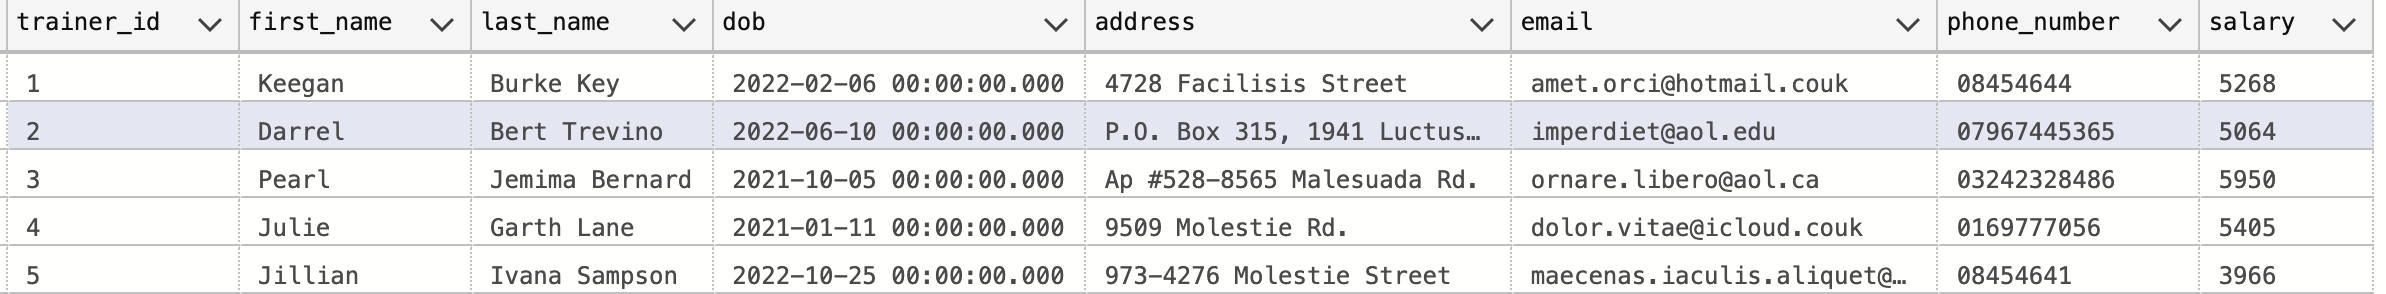 trainer_id first_name last_name dob address email phone_number salary
1 Keegan Burke Key 2022-02-06 00:00:00.000 4728 Facilisis Street amet.orci@hotmail.couk 08454644 5268
2 Darrel Bert Trevino 2022-06-10 00:00:00.000 P.O. Box 315, 1941 Luctus… imperdiet@aol.edu 07967445365 5064
3 Pearl Jemima Bernard 2021-10-05 00:00:00.000 Ap #528-8565 Malesuada Rd. ornare.libero@aol.ca 03242328486 5950
4 Julie Garth Lane 2021-01-11 00:00:00.000 9509 Molestie Rd. dolor.vitae@icloud.couk 0169777056 5405
5 Jillian Ivana Sampson 2022-10-25 00:00:00.000 973-4276 Molestie Street maecenas.iaculis.aliquet@… 08454641 3966